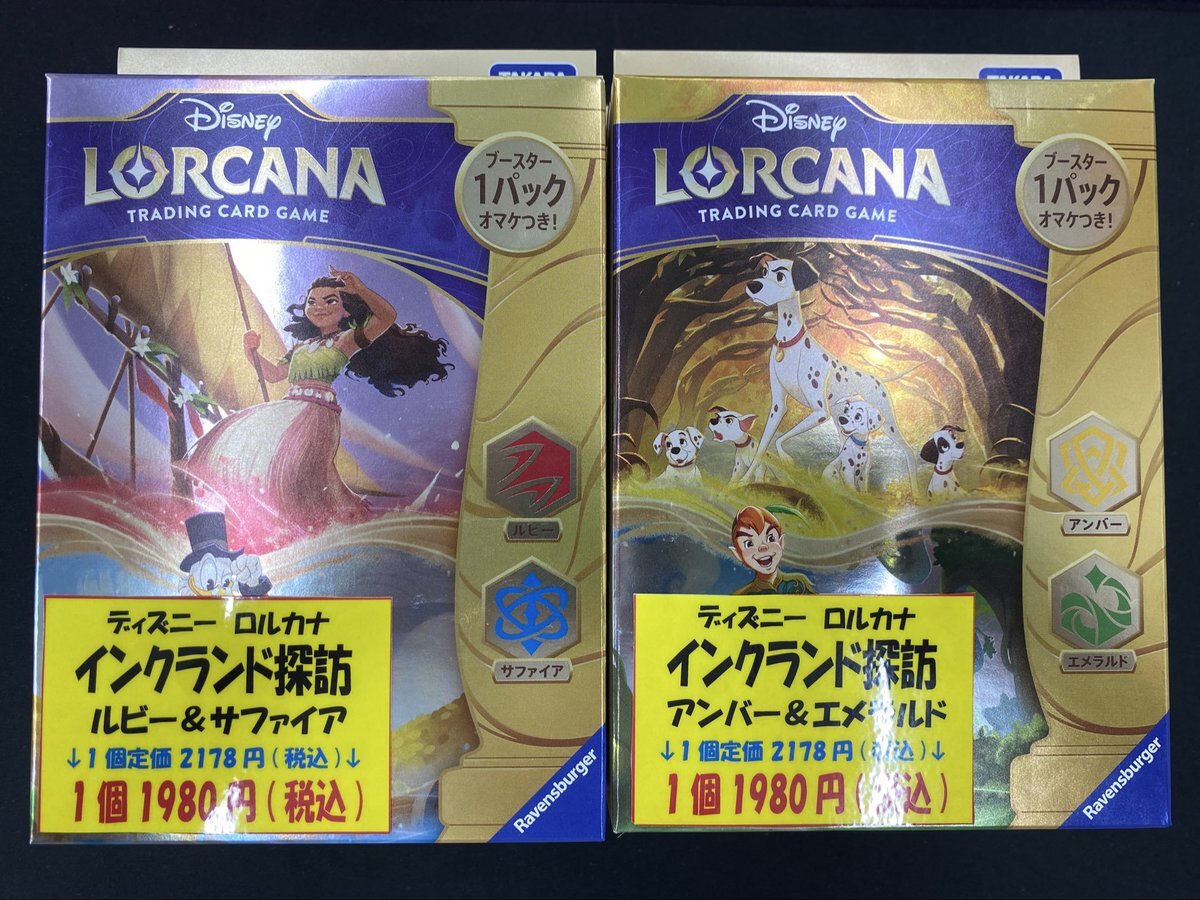 TAKARA
Disney
LORCANA
TRADING CARD GAME
ブースター
1パック
オマケつき!
ルビー
サファイア
ディズニー ロルカナ
インクランド探訪
ルビー&サファイア
↓1個定価2178円(税込)↓
1個1980円(税込)
Ravensburger
TAKARA
Disney
LORCANA
TRADING CARD GAME
ブースター
1パック
オマケつき!
アンバー
エメラルド
ディズニー ロルカナ
インクランド探訪
アンバー&エメラルド
↓1個定価2178円(税込)↓
1個1980円(税込)
Ravensburger